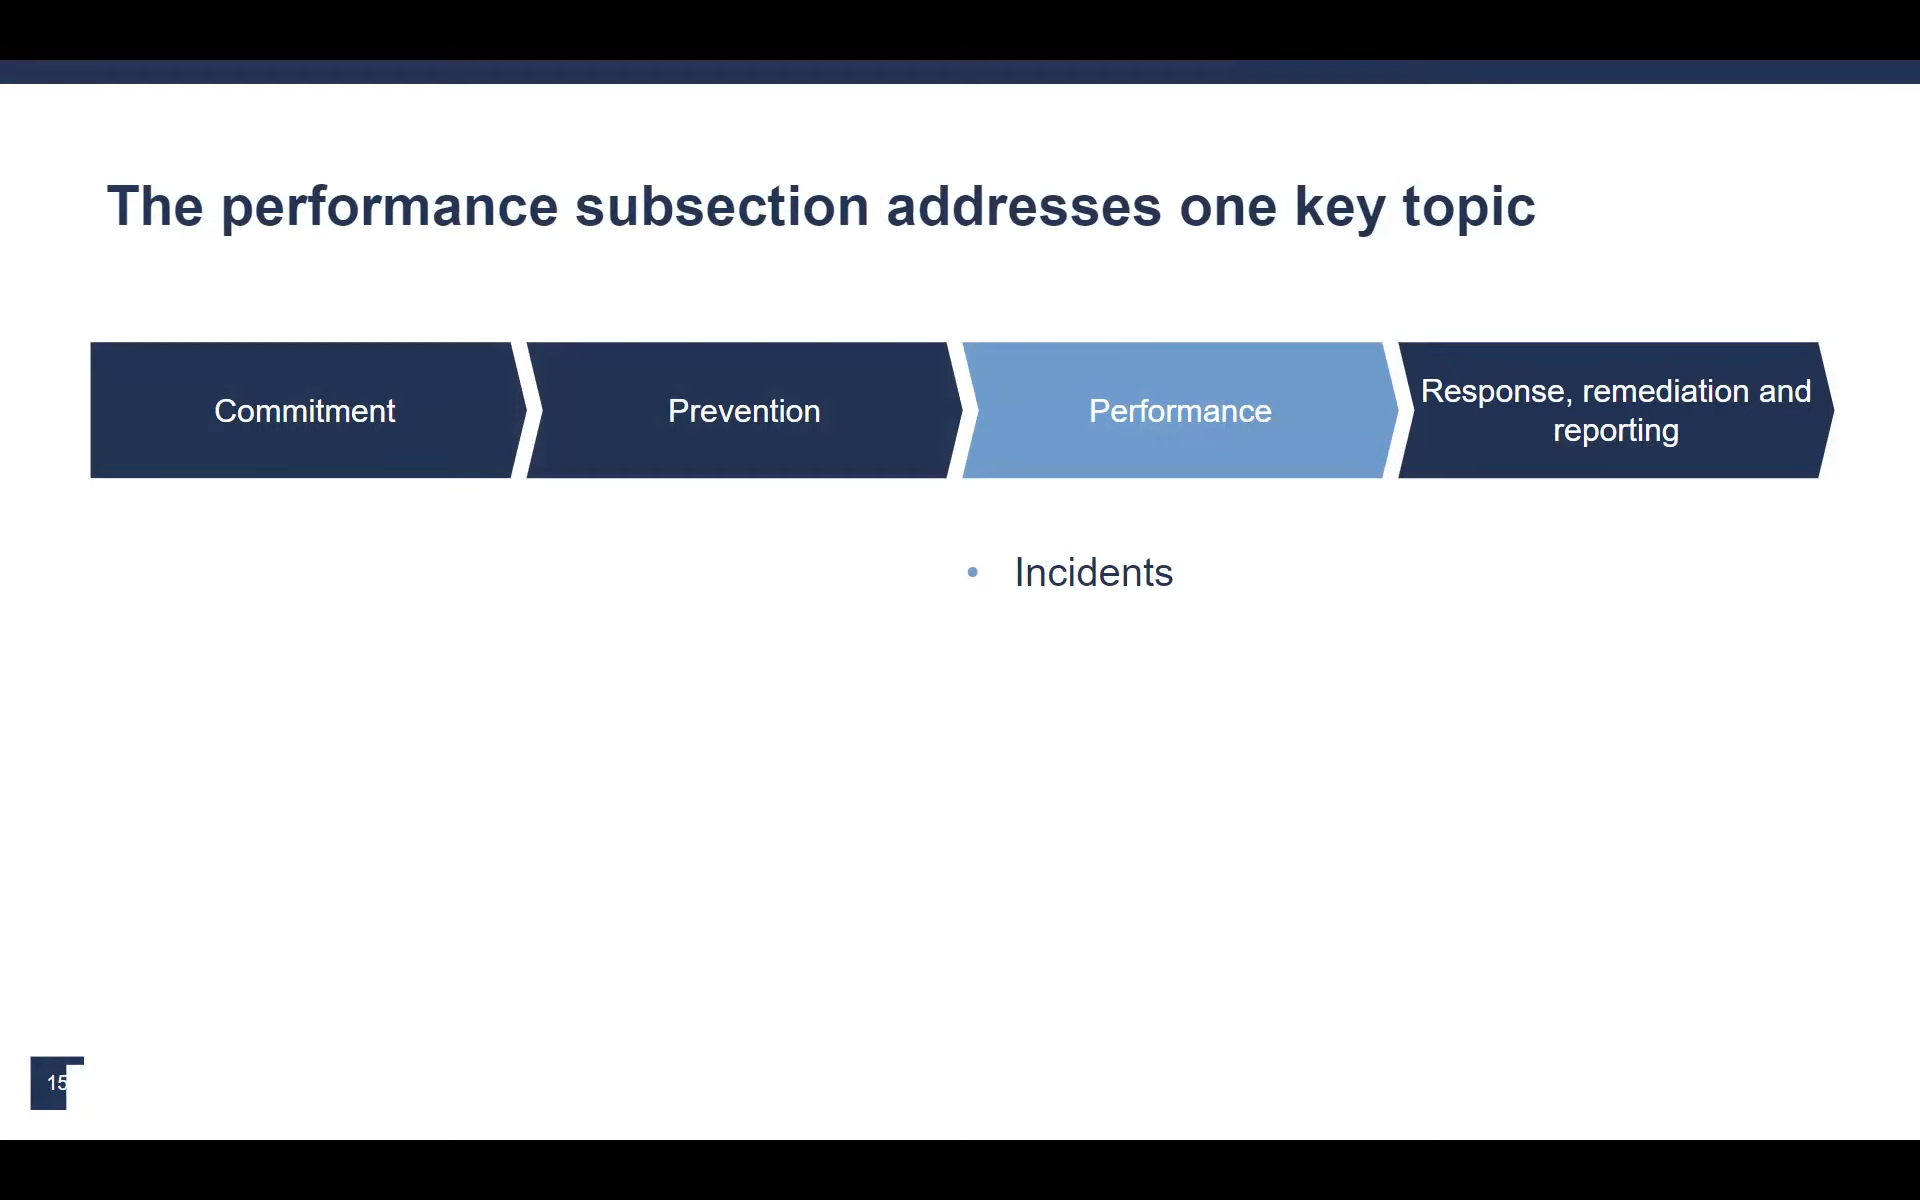 The performance subsection addresses one key topic
Commitment
Prevention
Performance
Response, remediation and
reporting
• Incidents
15